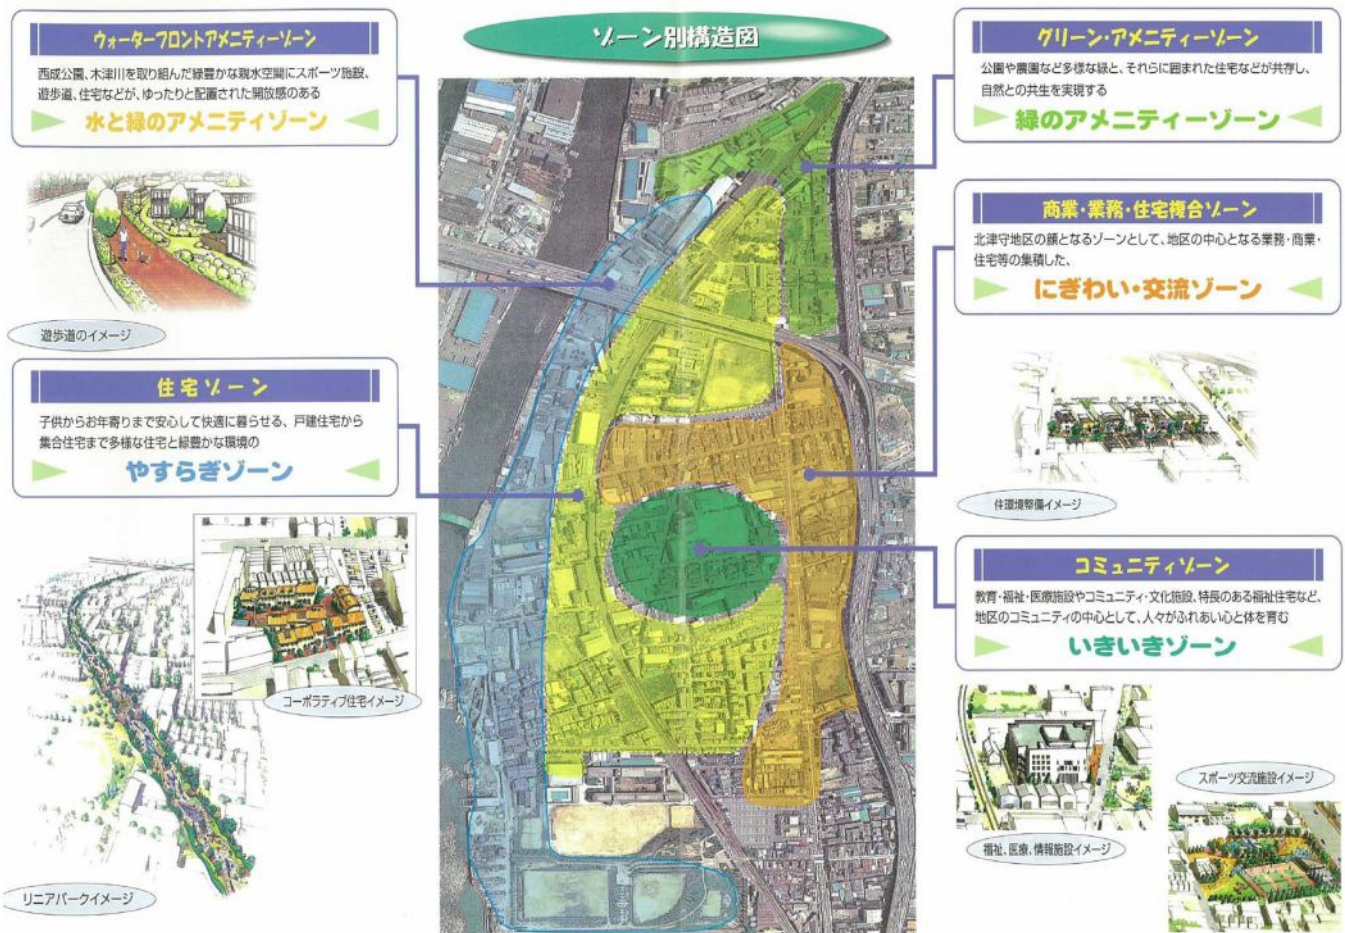 ゾーン別構造図
ウォーターフロントアメニティーゾーン
西成公園、木津川を取り組んだ緑豊かな親水空間にスポーツ施設、
遊歩道、住宅などが、ゆったりと配置された開放感のある
水と緑のアメニティゾーン
遊歩道のイメージ
住宅ゾーン
子供からお年寄りまで安心して快適に暮らせる、戸建住宅から
集合住宅まで多様な住宅と緑豊かな環境の
やすらぎゾーン
コーポラティブ住宅イメージ
リニアパークイメージ
グリーン・アメニティーゾーン
公園や農園など多様な緑と、それらに囲まれた住宅などが共存し、
自然との共生を実現する
緑のアメニティーゾーン
商業・業務・住宅複合ゾーン
北津守地区の顔となるゾーンとして、地区の中心となる業務・商業・
住宅等の集積した、
にぎわい・交流ゾーン
住環境整備イメージ
コミュニティゾーン
教育・福祉・医療施設やコミュニティ・文化施設、特長のある福祉住宅など、
地区のコミュニティの中心として、人々がふれあい心と体を育む
いきいきゾーン
福祉、医療、情報施設イメージ
スポーツ交流施設イメージ